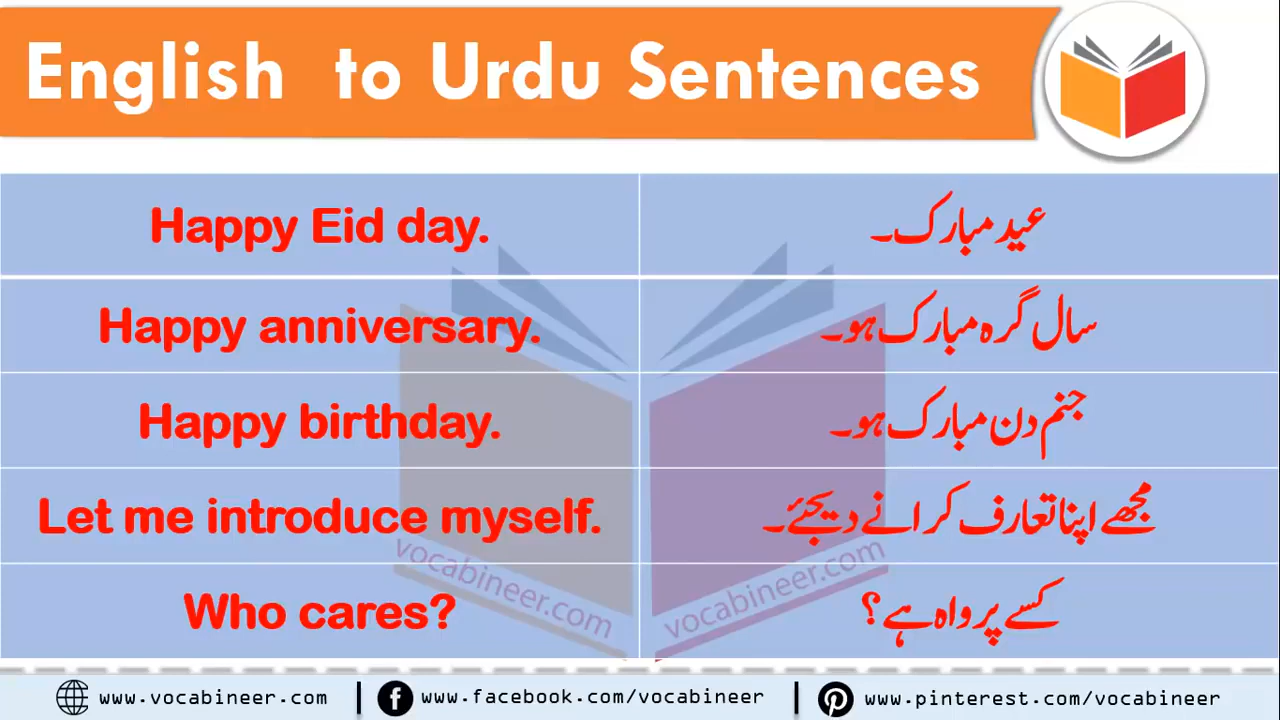 English to Urdu Sentences
Happy Eid day.
عید مبارک۔
Happy anniversary.
سال گرہ مبارک ہو۔
Happy birthday.
جنم دن مبارک ہو۔
Let me introduce myself.
مجھے اپنا تعارف کرانے دیجئے۔
Who cares?
کسے پرواہ ہے؟
vocabineer.com
vocabineer.com
www.vocabineer.com
www.facebook.com/vocabineer
www.pinterest.com/vocabineer